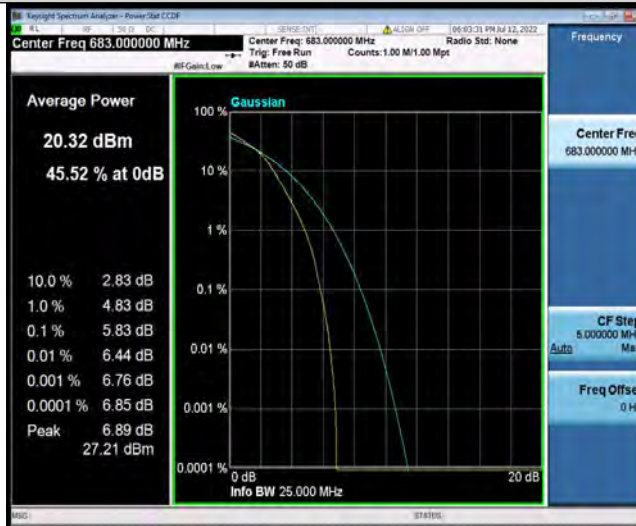 Keysight Spectrum Analyzer - Power Stat CCDF
RL RF 50 Ω DC SENSE:INT ALIGN OFF 06:03:31 PM Jul 12, 2022
Center Freq 683.000000 MHz
Center Freq: 683.000000 MHz Radio Std: None
Trig: Free Run Counts:1.00 M/1.00 Mpt
#IFGain:Low #Atten: 50 dB
Frequency
Average Power
20.32 dBm
45.52 % at 0dB
10.0 % 2.83 dB
1.0 % 4.83 dB
0.1 % 5.83 dB
0.01 % 6.44 dB
0.001 % 6.76 dB
0.0001 % 6.85 dB
Peak 6.89 dB
27.21 dBm
Gaussian
100 %
10 %
1 %
0.1 %
0.01 %
0.001 %
0.0001 %
0 dB 20 dB
Info BW 25.000 MHz
Center Fre
683.000000 MH
CF Step
5.000000 MH
Auto Ma
Freq Offse
0 H
MSG STATUS